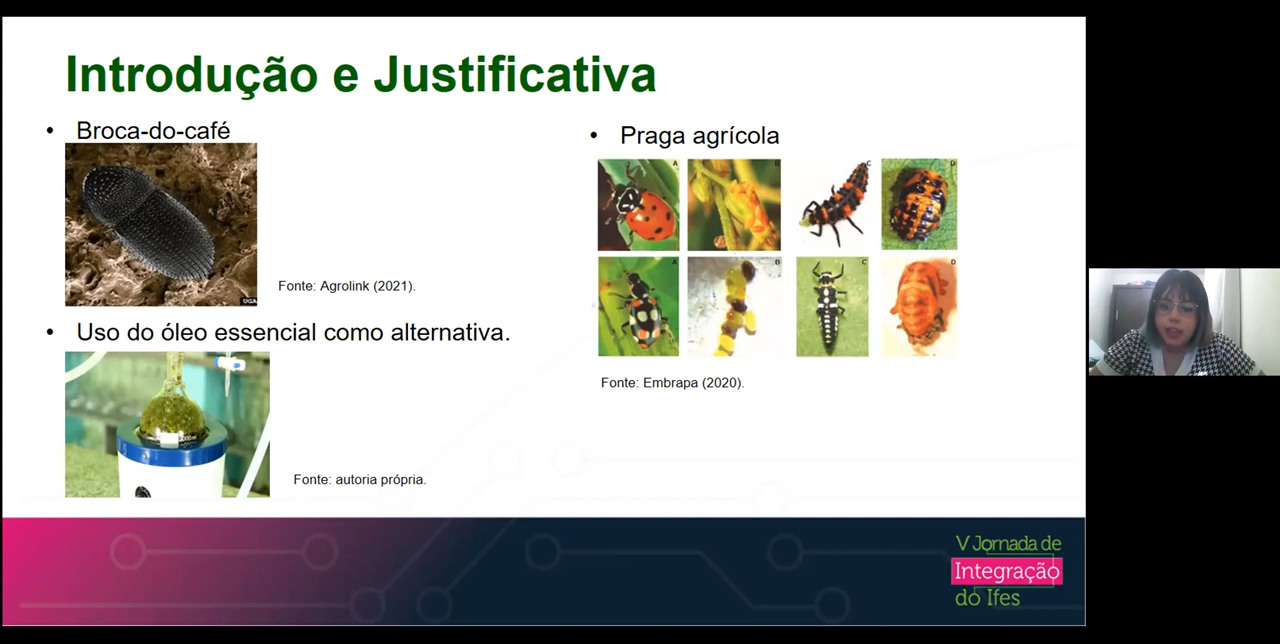 Introdução e Justificativa
• Broca-do-café
UGA
Fonte: Agrolink (2021).
• Uso do óleo essencial como alternativa.
Fonte: autoria própria.
• Praga agrícola
A B C D
A B C D
Fonte: Embrapa (2020).
V Jornada de
Integração
do Ifes